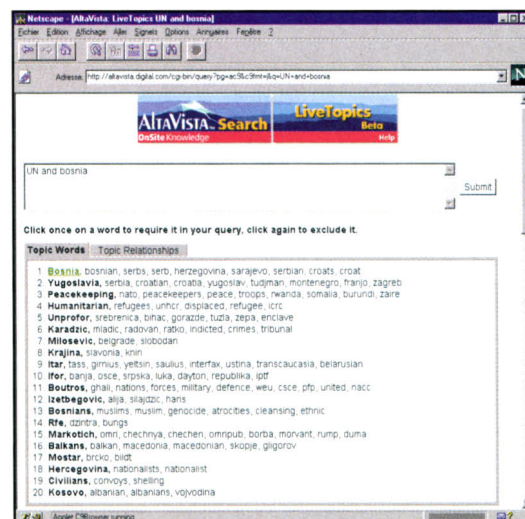 Netscape - [AltaVista: LiveTopics UN and bosnia]
Fichier Edition Affichage Aller Signets Options Annuaires Fenêtre ?
Adresse: http://altavista.digital.com/cgi-bin/query?pg=ac9&c9fmt=j&q=UN+and+bosnia
N
ALTAVISTA Search LiveTopics
Beta
OnSite Knowledge Help
UN and bosnia
Submit
Click once on a word to require it in your query, click again to exclude it.
Topic Words Topic Relationships
1 Bosnia, bosnian, serbs, serb, herzegovina, sarajevo, serbian, croats, croat
2 Yugoslavia, serbia, croatian, croatia, yugoslav, tudjman, montenegro, franjo, zagreb
3 Peacekeeping, nato, peacekeepers, peace, troops, rwanda, somalia, burundi, zaire
4 Humanitarian, refugees, unhcr, displaced, refugee, icrc
5 Unprofor, srebrenica, bihac, gorazde, tuzla, zepa, enclave
6 Karadzic, mladic, radovan, ratko, indicted, crimes, tribunal
7 Milosevic, belgrade, slobodan
8 Krajina, slavonia, knin
9 Itar, tass, girnius, yeltsin, saulius, interfax, ustina, transcaucasia, belarusian
10 Ifor, banja, osce, srpska, luka, dayton, republika, iptf
11 Boutros, ghali, nations, forces, military, defence, weu, csce, pfp, united, nacc
12 Izetbegovic, alija, silajdzic, haris
13 Bosnians, muslims, muslim, genocide, atrocities, cleansing, ethnic
14 Rfe, dzintra, bungs
15 Markotich, omri, chechnya, chechen, omripub, borba, morvant, rump, duma
16 Balkans, balkan, macedonia, macedonian, skopje, gligorov
17 Mostar, brcko, bildt
18 Hercegovina, nationalists, nationalist
19 Civilians, convoys, shelling
20 Kosovo, albanian, albanians, vojvodina
Applet C9Browser running